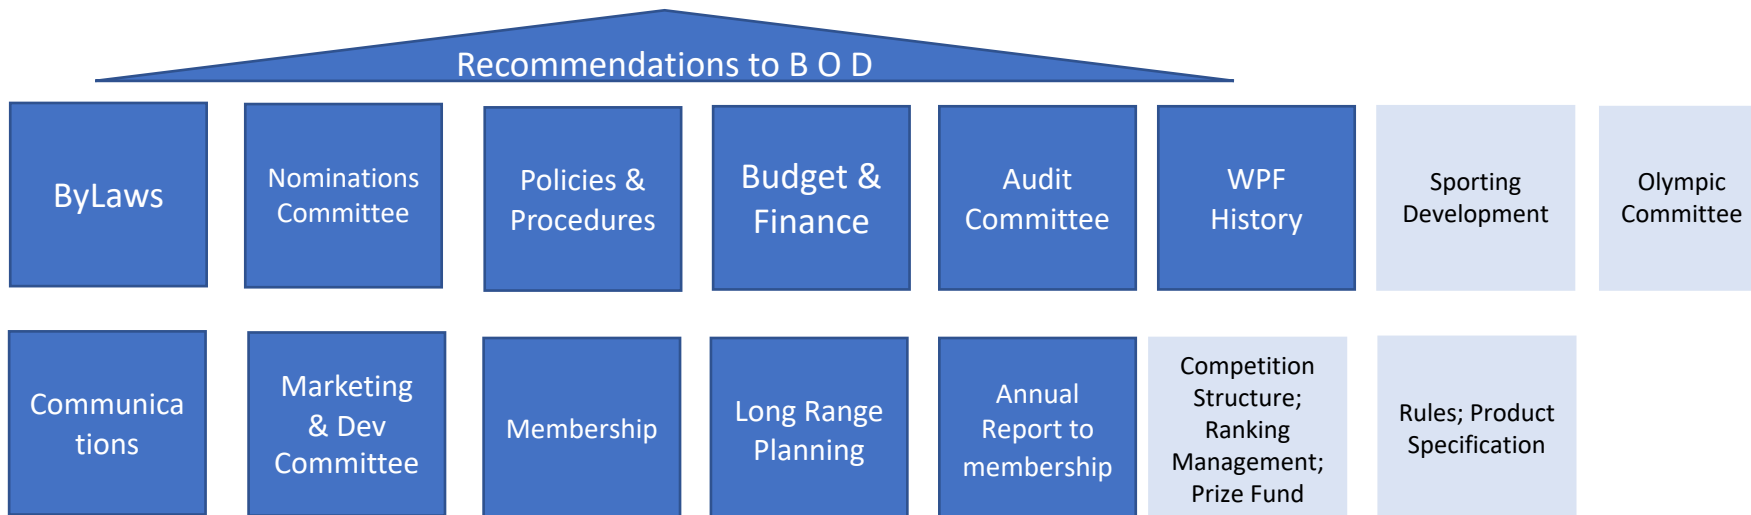 Recommendations to B O D
ByLaws
Nominations
Committee
Policies &
Procedures
Budget &
Finance
Audit
Committee
WPF
History
Sporting
Development
Olympic
Committee
Communica
tions
Marketing
& Dev
Committee
Membership
Long Range
Planning
Annual
Report to
membership
Competition
Structure;
Ranking
Management;
Prize Fund
Rules; Product
Specification